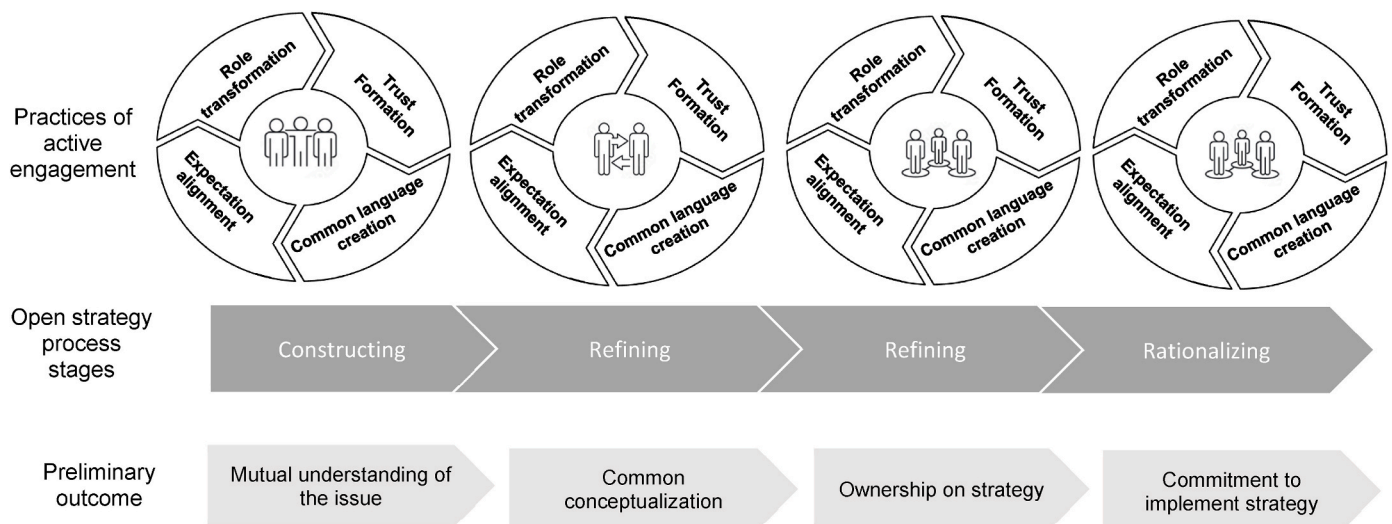 Practices of
active
engagement
Role
transformation
Trust
Formation
Expectation
alignment
Common language
creation
Role
transformation
Trust
Formation
Expectation
alignment
Common language
creation
Role
transformation
Trust
Formation
Expectation
alignment
Common language
creation
Role
transformation
Trust
Formation
Expectation
alignment
Common language
creation
Open strategy
process
stages
Constructing
Refining
Refining
Rationalizing
Preliminary
outcome
Mutual understanding of
the issue
Common
conceptualization
Ownership on strategy
Commitment to
implement strategy